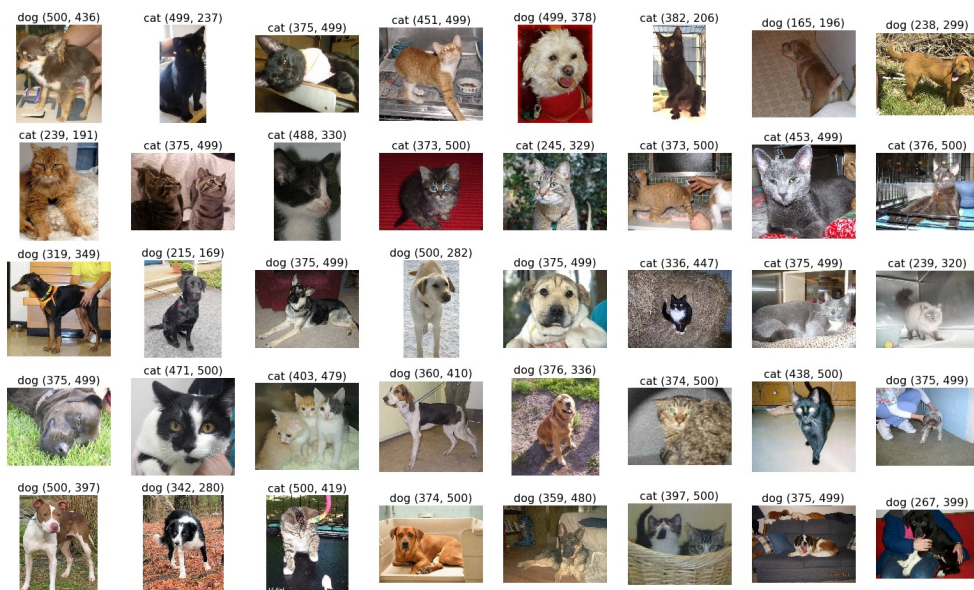 dog (500, 436)
cat (499, 237)
cat (375, 499)
cat (451, 499)
dog (499, 378)
cat (382, 206)
dog (165, 196)
dog (238, 299)
cat (239, 191)
cat (375, 499)
cat (488, 330)
cat (373, 500)
cat (245, 329)
cat (373, 500)
cat (453, 499)
cat (376, 500)
dog (319, 349)
dog (215, 169)
dog (375, 499)
dog (500, 282)
dog (375, 499)
cat (336, 447)
cat (375, 499)
cat (239, 320)
dog (375, 499)
cat (471, 500)
cat (403, 479)
dog (360, 410)
dog (376, 336)
cat (374, 500)
cat (438, 500)
dog (375, 499)
dog (500, 397)
dog (342, 280)
cat (500, 419)
dog (374, 500)
dog (359, 480)
cat (397, 500)
dog (375, 499)
dog (267, 399)